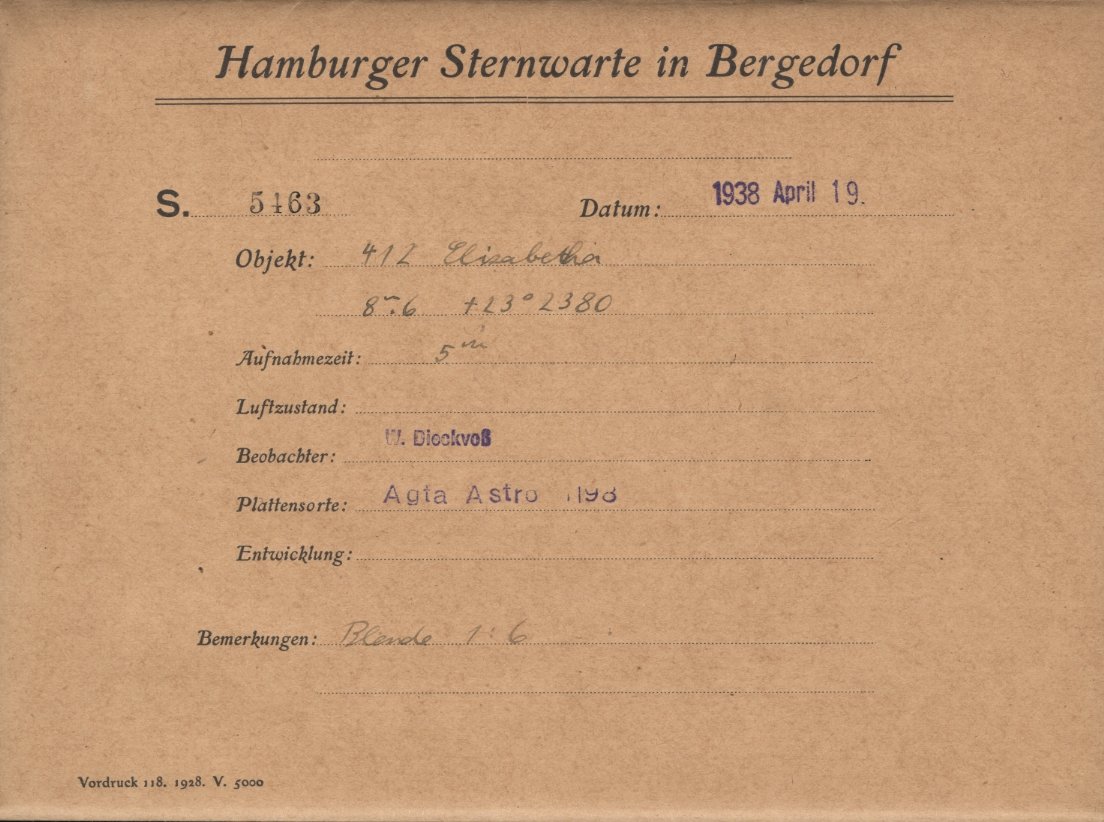 Hamburger Sternwarte in Bergedorf
S. 5463 Datum: 1938 April 19.
Objekt: 412 Elisabetha
8ᵐ.6 +23° 2380
Aufnahmezeit: 5ᵐ
Luftzustand:
Beobachter: W. Dieckvoß
Plattensorte: Agfa Astro 1198
Entwicklung:
Bemerkungen: Blende 1:6
Vordruck 118. 1928. V. 5000